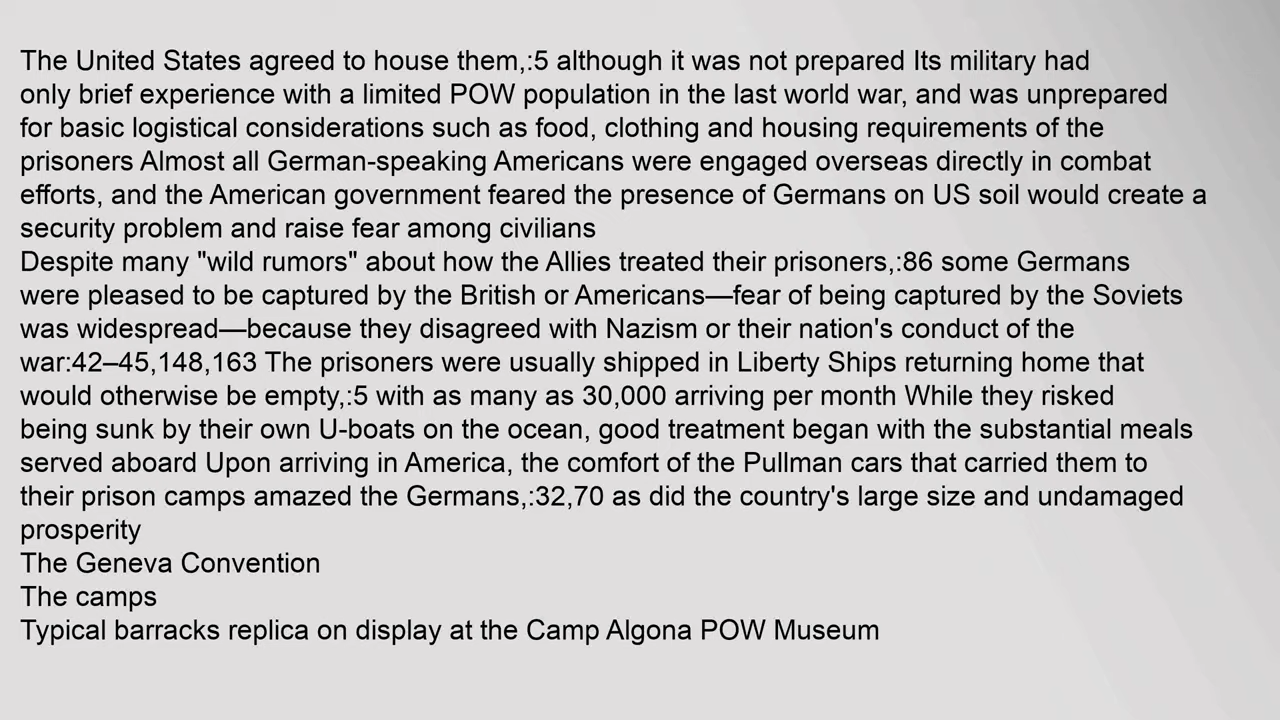 The United States agreed to house them,:5 although it was not prepared Its military had
only brief experience with a limited POW population in the last world war, and was unprepared
for basic logistical considerations such as food, clothing and housing requirements of the
prisoners Almost all German-speaking Americans were engaged overseas directly in combat
efforts, and the American government feared the presence of Germans on US soil would create a
security problem and raise fear among civilians
Despite many "wild rumors" about how the Allies treated their prisoners,:86 some Germans
were pleased to be captured by the British or Americans—fear of being captured by the Soviets
was widespread—because they disagreed with Nazism or their nation's conduct of the
war:42–45,148,163 The prisoners were usually shipped in Liberty Ships returning home that
would otherwise be empty,:5 with as many as 30,000 arriving per month While they risked
being sunk by their own U-boats on the ocean, good treatment began with the substantial meals
served aboard Upon arriving in America, the comfort of the Pullman cars that carried them to
their prison camps amazed the Germans,:32,70 as did the country's large size and undamaged
prosperity
The Geneva Convention
The camps
Typical barracks replica on display at the Camp Algona POW Museum